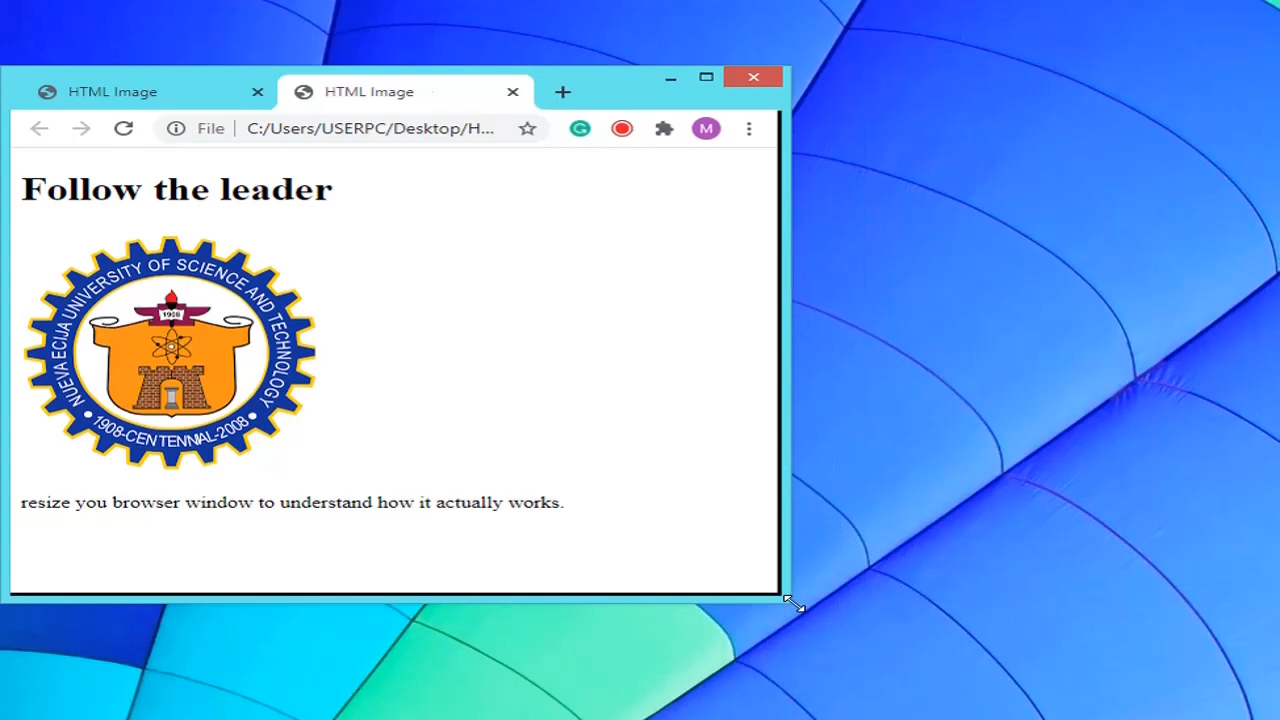 HTML Image
HTML Image
File
C:/Users/USERPC/Desktop/H...
M
Follow the leader
NUEVA ECIJA UNIVERSITY OF SCIENCE AND TECHNOLOGY
1908
1908-CENTENNIAL-2008
resize you browser window to understand how it actually works.